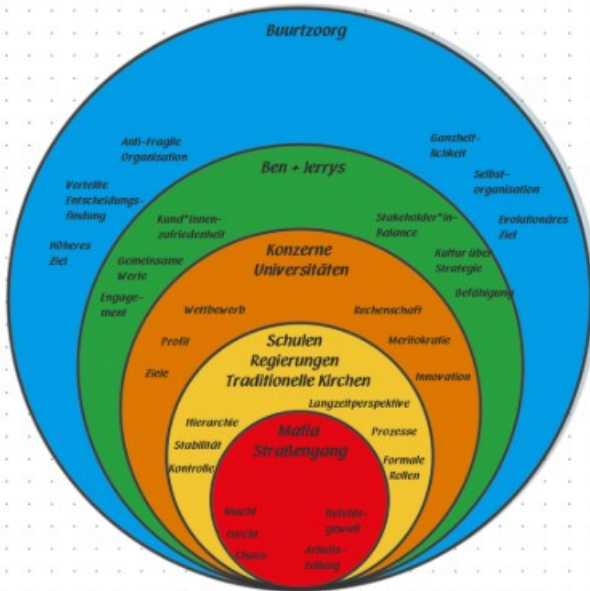 Buurtzoorg
Anti-Fragile
Organisation
Ganzheit-
lichkeit
Verteilte
Entscheidungs-
findung
Selbst-
organisation
Höheres
Ziel
Evolutionäres
Ziel
Ben + Jerrys
Kund*innen-
zufriedenheit
Stakeholder*in-
Balance
Gemeinsame
Werte
Kultur über
Strategie
Engage-
ment
Befähigung
Konzerne
Universitäten
Wettbewerb
Rechenschaft
Profit
Meritokratie
Ziele
Innovation
Schulen
Regierungen
Traditionelle Kirchen
Langzeitperspektive
Hierarchie
Prozesse
Stabilität
Kontrolle
Formale
Rollen
Mafia
Straßengang
Macht
Furcht
Chaos
Befehls-
gewalt
Arbeits-
teilung